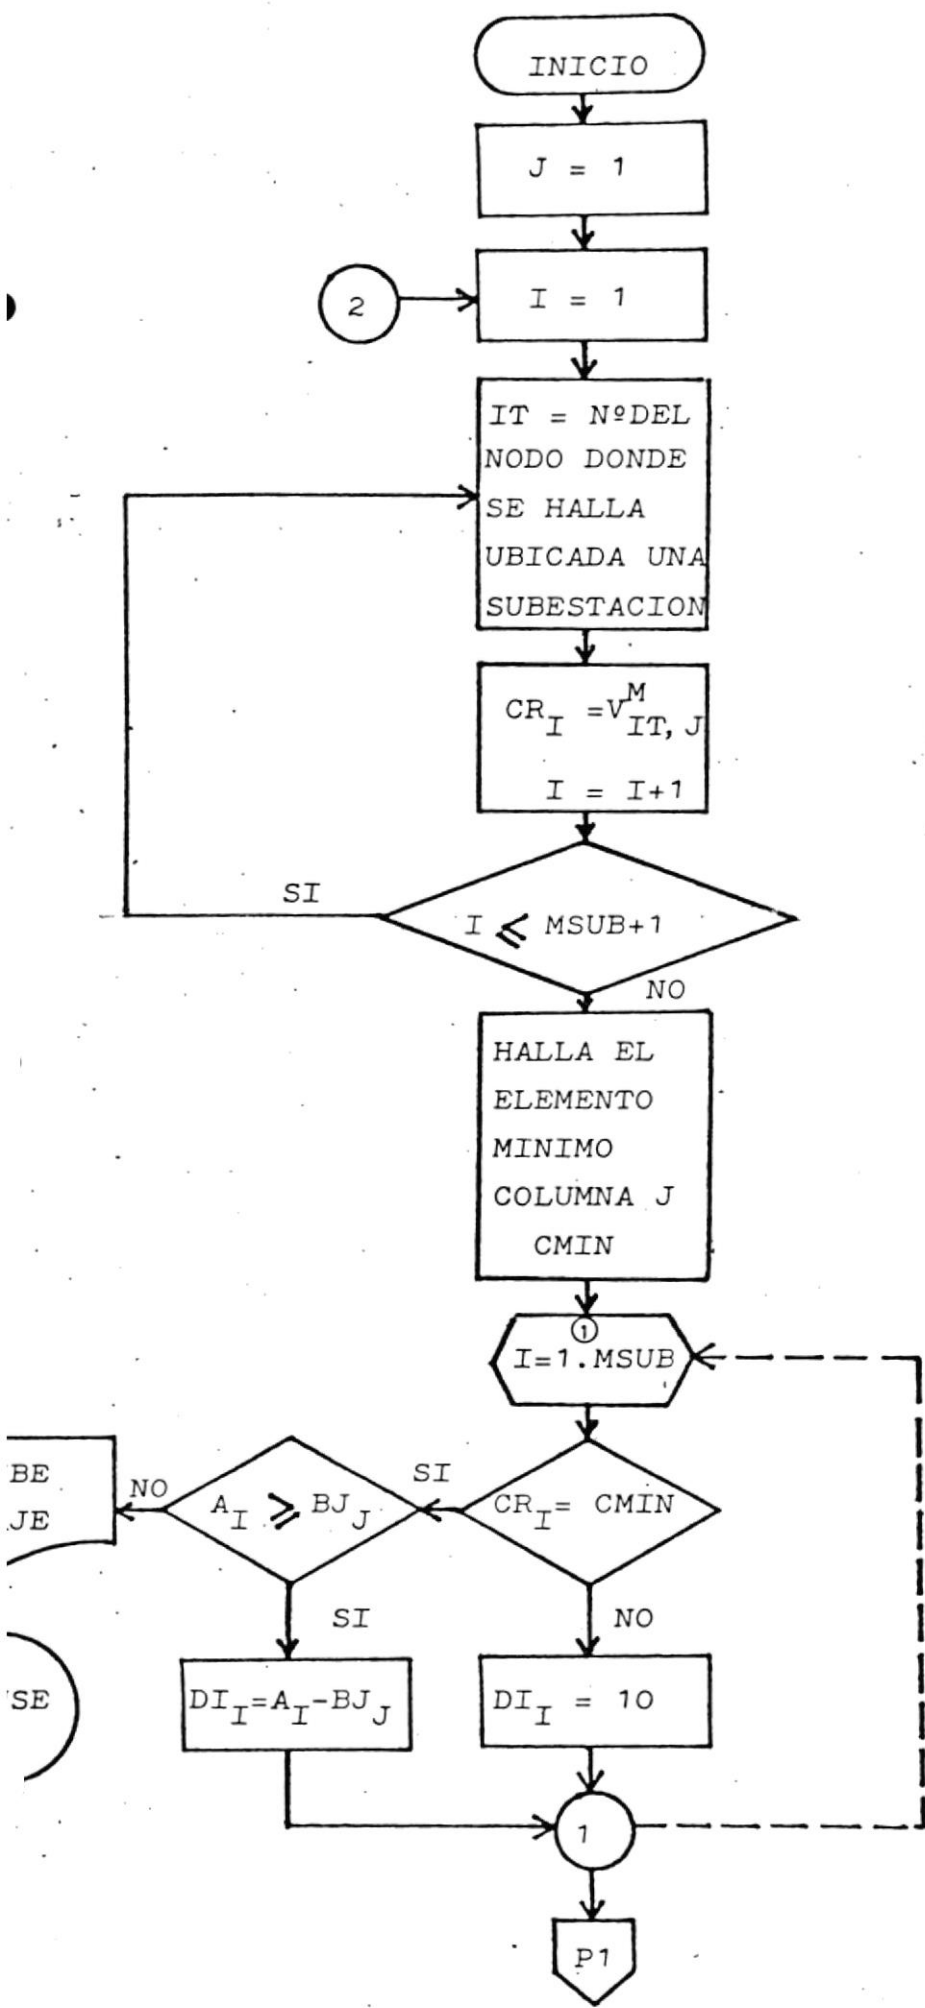 INICIO
J = 1
2
I = 1
IT = Nº DEL
NODO DONDE
SE HALLA
UBICADA UNA
SUBESTACION
CR_I = V^M_IT, J
I = I+1
SI
I ⩽ MSUB+1
NO
HALLA EL
ELEMENTO
MINIMO
COLUMNA J
CMIN
1
I=1.MSUB
BE
JE
NO
A_I ⩾ BJ_J
SI
CR_I = CMIN
SI
NO
SE
DI_I=A_I-BJ_J
DI_I = 10
1
P1